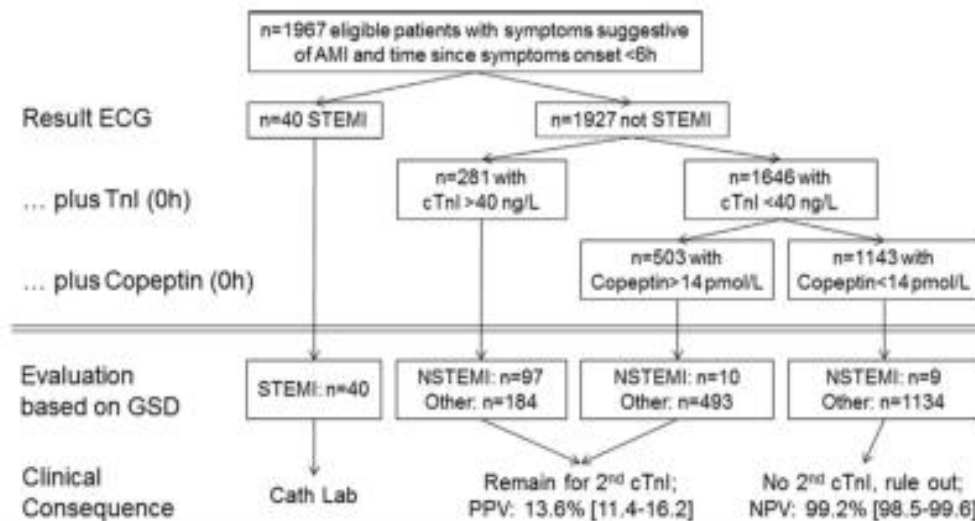 n=1967 eligible patients with symptoms suggestive
of AMI and time since symptoms onset <6h
Result ECG
n=40 STEMI
n=1927 not STEMI
... plus TnI (0h)
n=281 with
cTnI >40 ng/L
n=1646 with
cTnI <40 ng/L
... plus Copeptin (0h)
n=503 with
Copeptin>14 pmol/L
n=1143 with
Copeptin<14 pmol/L
Evaluation
based on GSD
STEMI: n=40
NSTEMI: n=97
Other: n=184
NSTEMI: n=10
Other: n=493
NSTEMI: n=9
Other: n=1134
Clinical
Consequence
Cath Lab
Remain for 2nd cTnI;
PPV: 13.6% [11.4-16.2]
No 2nd cTnI, rule out;
NPV: 99.2% [98.5-99.6]